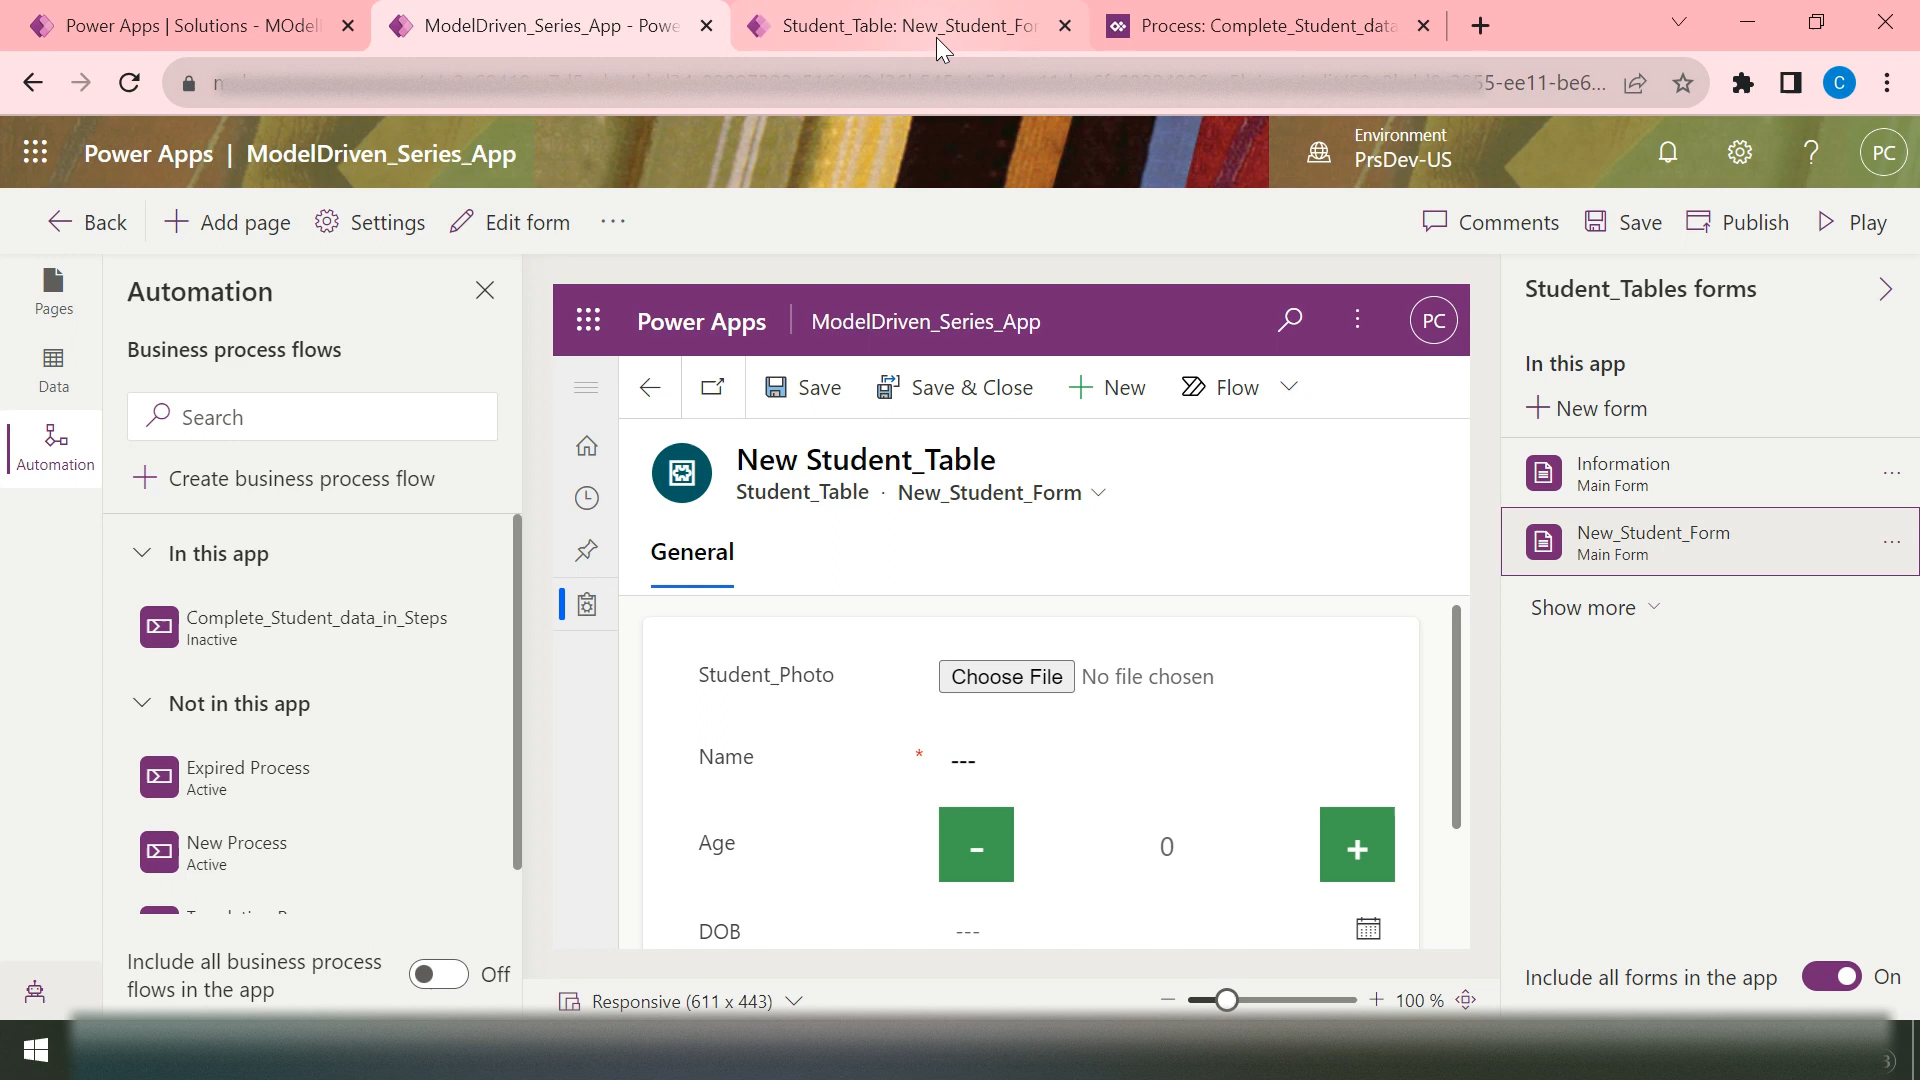 Power Apps | Solutions - MOdel
ModelDriven_Series_App - Powe
Student_Table: New_Student_For
Process: Complete_Student_data
55-ee11-be6...
C
Power Apps | ModelDriven_Series_App
Environment
PrsDev-US
?
PC
Back
Add page
Settings
Edit form
...
Comments
Save
Publish
Play
Pages
Data
Automation
Automation
Business process flows
Search
Create business process flow
In this app
Complete_Student_data_in_Steps
Inactive
Not in this app
Expired Process
Active
New Process
Active
Include all business process
flows in the app
Off
Power Apps
ModelDriven_Series_App
PC
Save
Save & Close
New
Flow
New Student_Table
Student_Table · New_Student_Form
General
Student_Photo
Choose File No file chosen
Name * ---
Age - 0 +
DOB ---
Responsive (611 x 443)
100 %
Student_Tables forms
In this app
New form
Information
Main Form
...
New_Student_Form
Main Form
...
Show more
Include all forms in the app
On